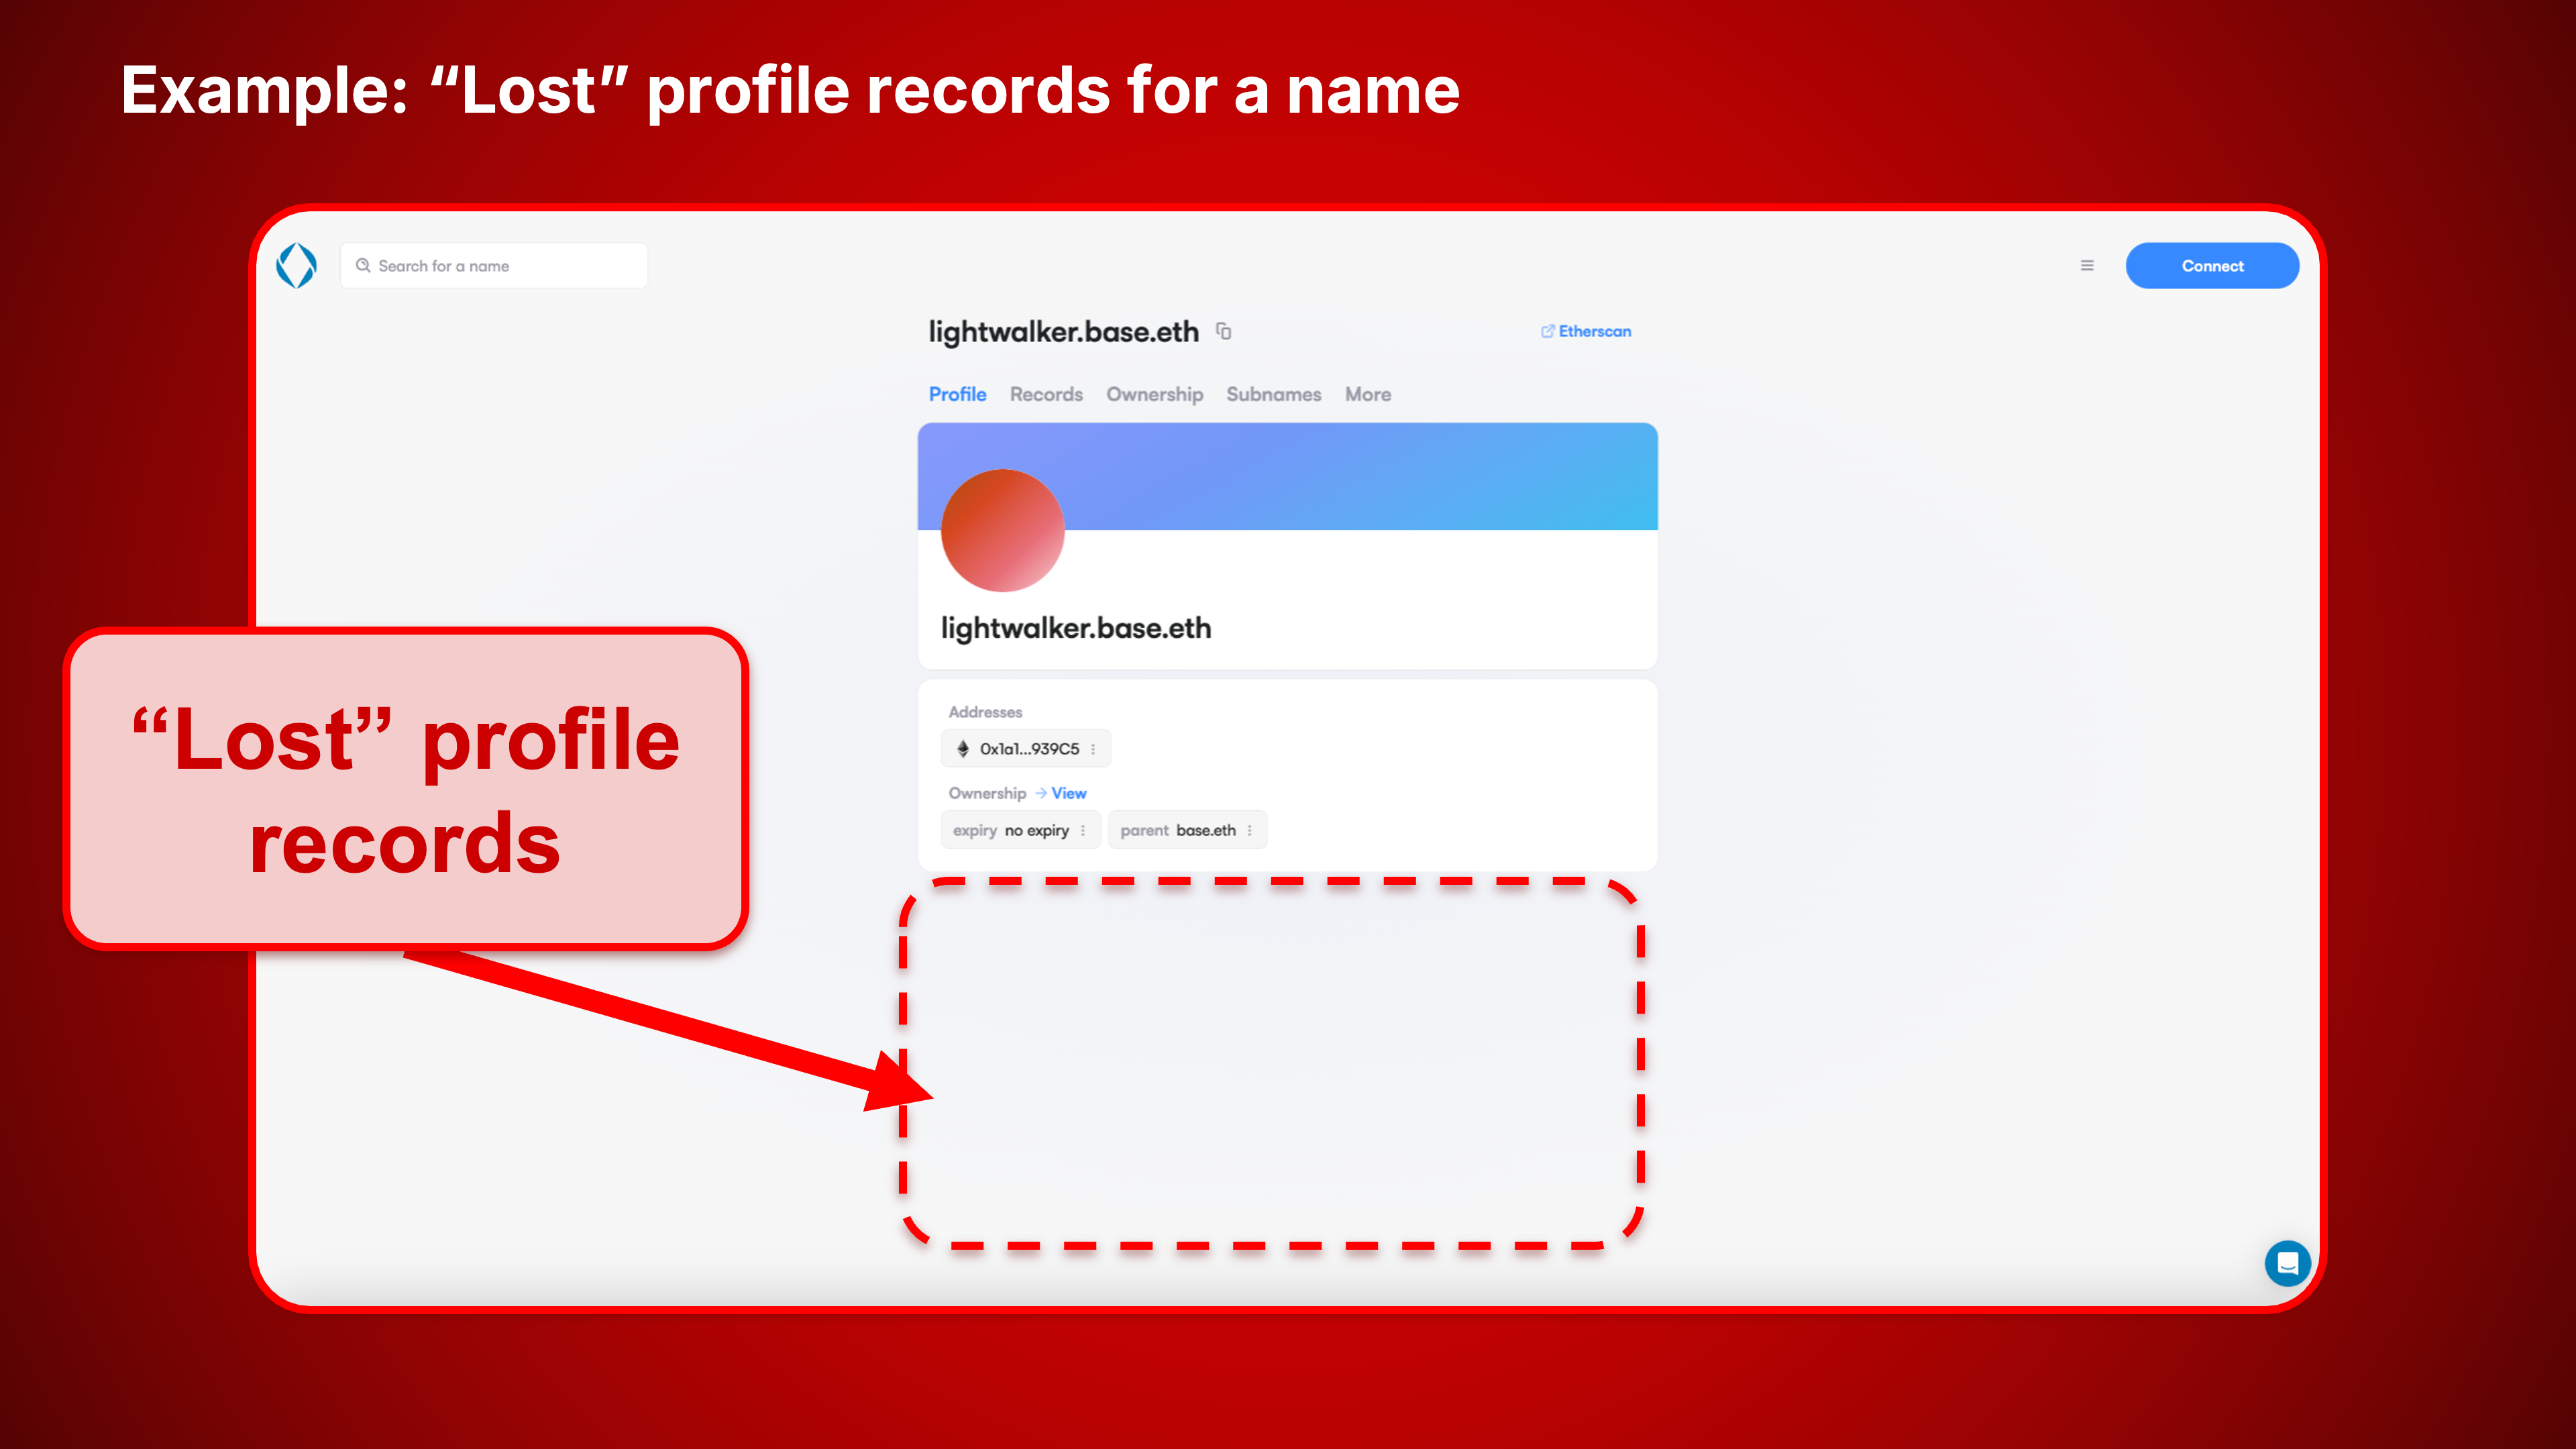 Example: “Lost” profile records for a name
Search for a name
Connect
lightwalker.base.eth
Etherscan
Profile Records Ownership Subnames More
lightwalker.base.eth
“Lost” profile
records
Addresses
0x1a1...939C5
Ownership → View
expiry no expiry parent base.eth